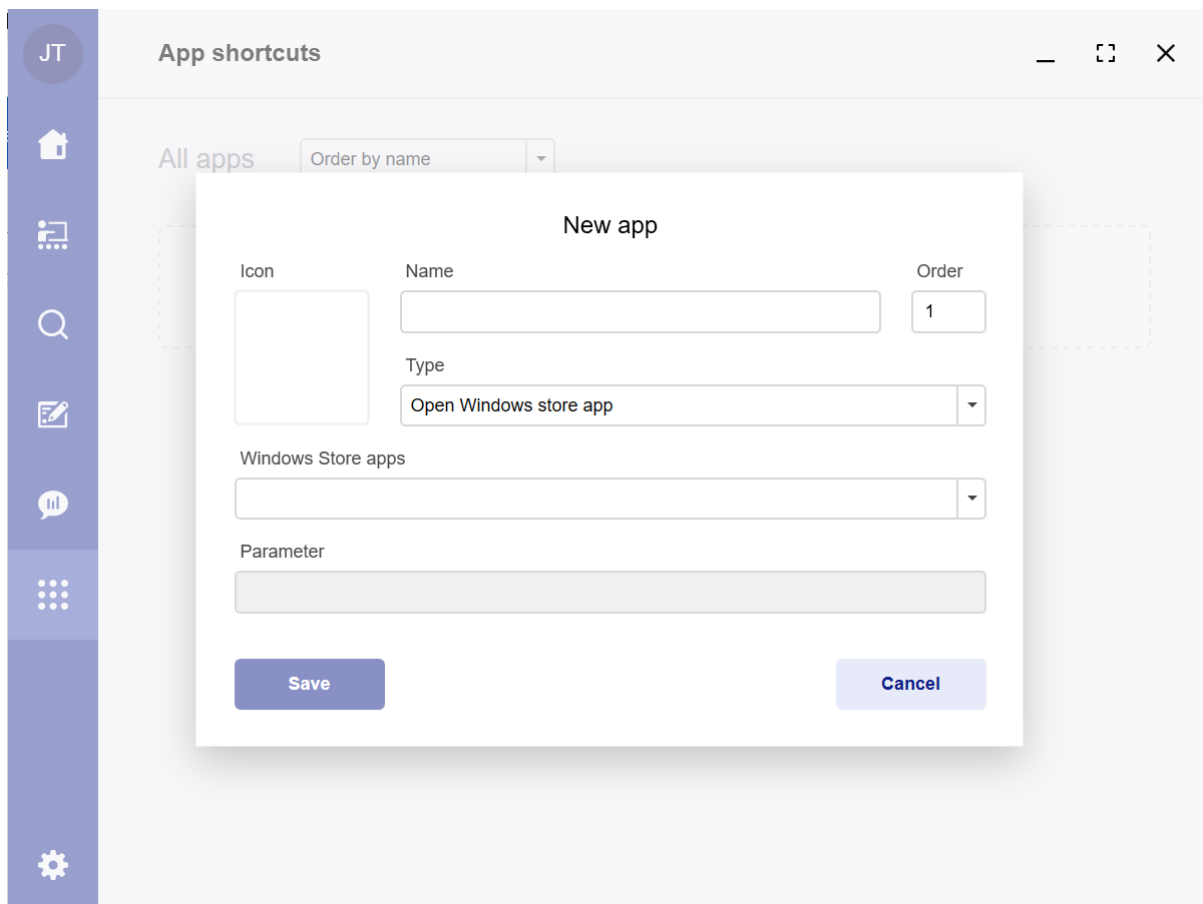 JT
App shortcuts
All apps
Order by name
New app
Icon
Name
Order
1
Type
Open Windows store app
Windows Store apps
Parameter
Save
Cancel